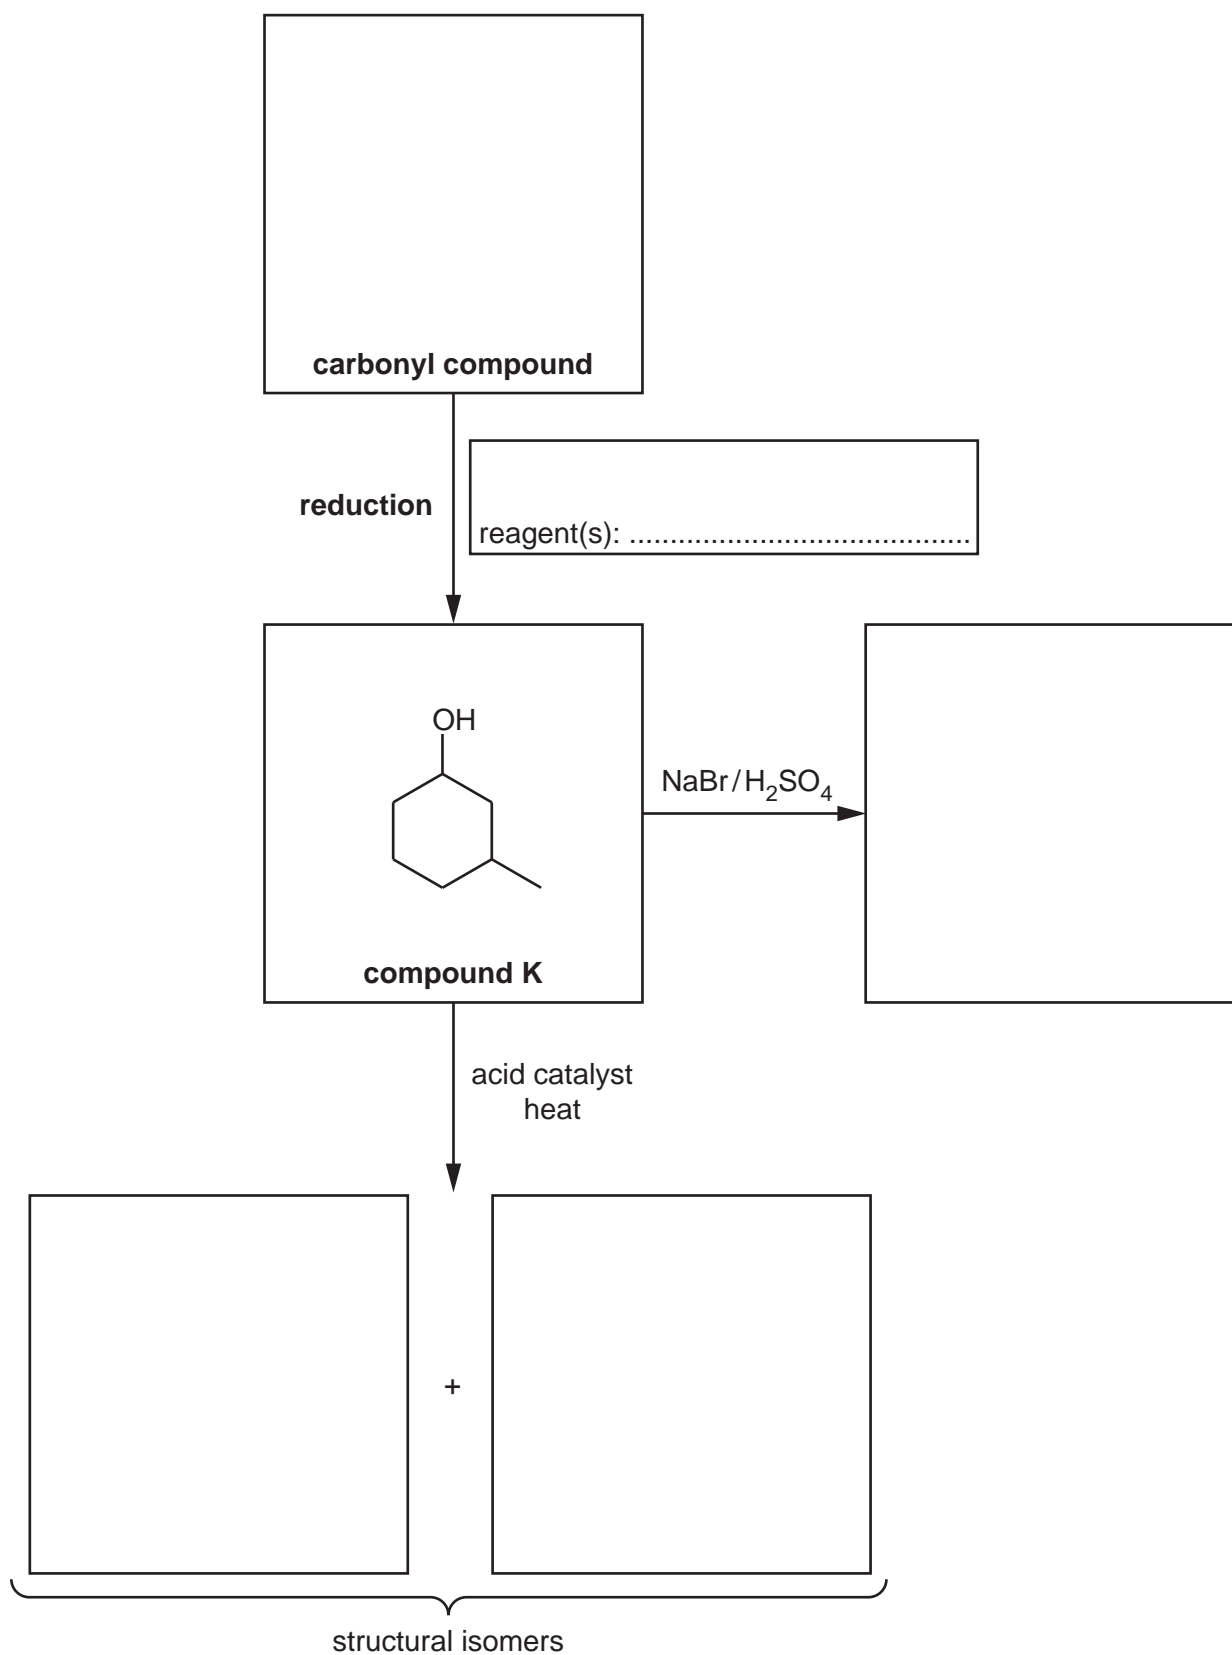 carbonyl compound
reduction
reagent(s): ..........................................
OH
NaBr/H₂SO₄
compound K
acid catalyst
heat
+
structural isomers